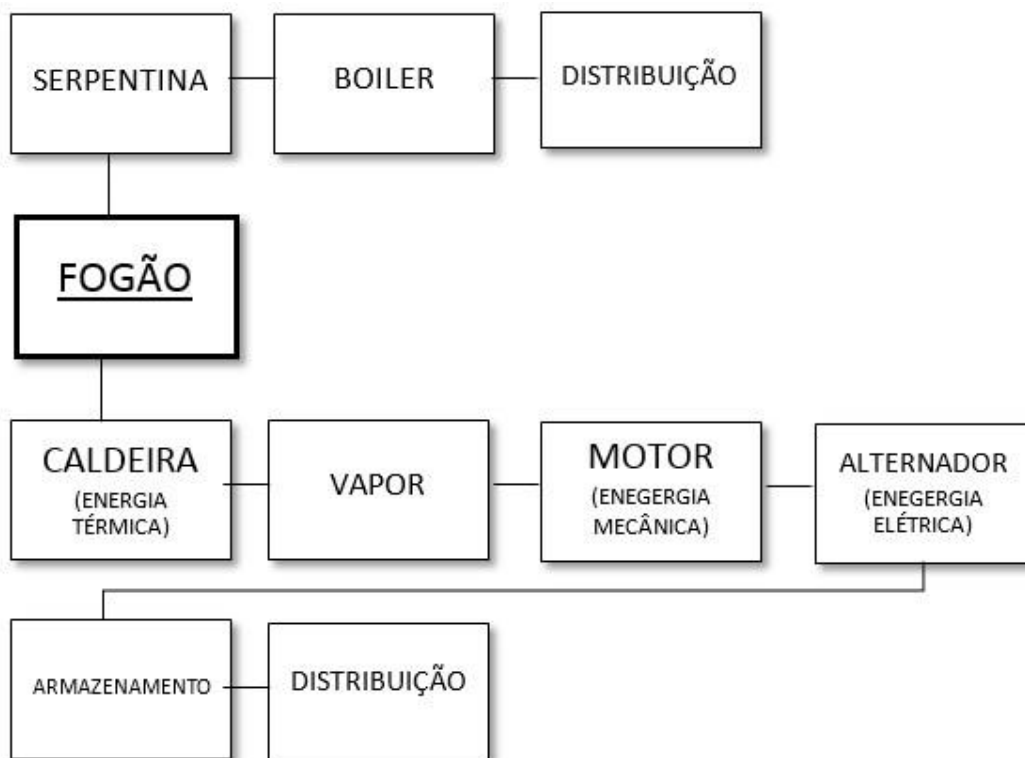 SERPENTINA
BOILER
DISTRIBUIÇÃO
FOGÃO
CALDEIRA
(ENERGIA
TÉRMICA)
VAPOR
MOTOR
(ENEGERGIA
MECÂNICA)
ALTERNADOR
(ENEGERGIA
ELÉTRICA)
ARMAZENAMENTO
DISTRIBUIÇÃO